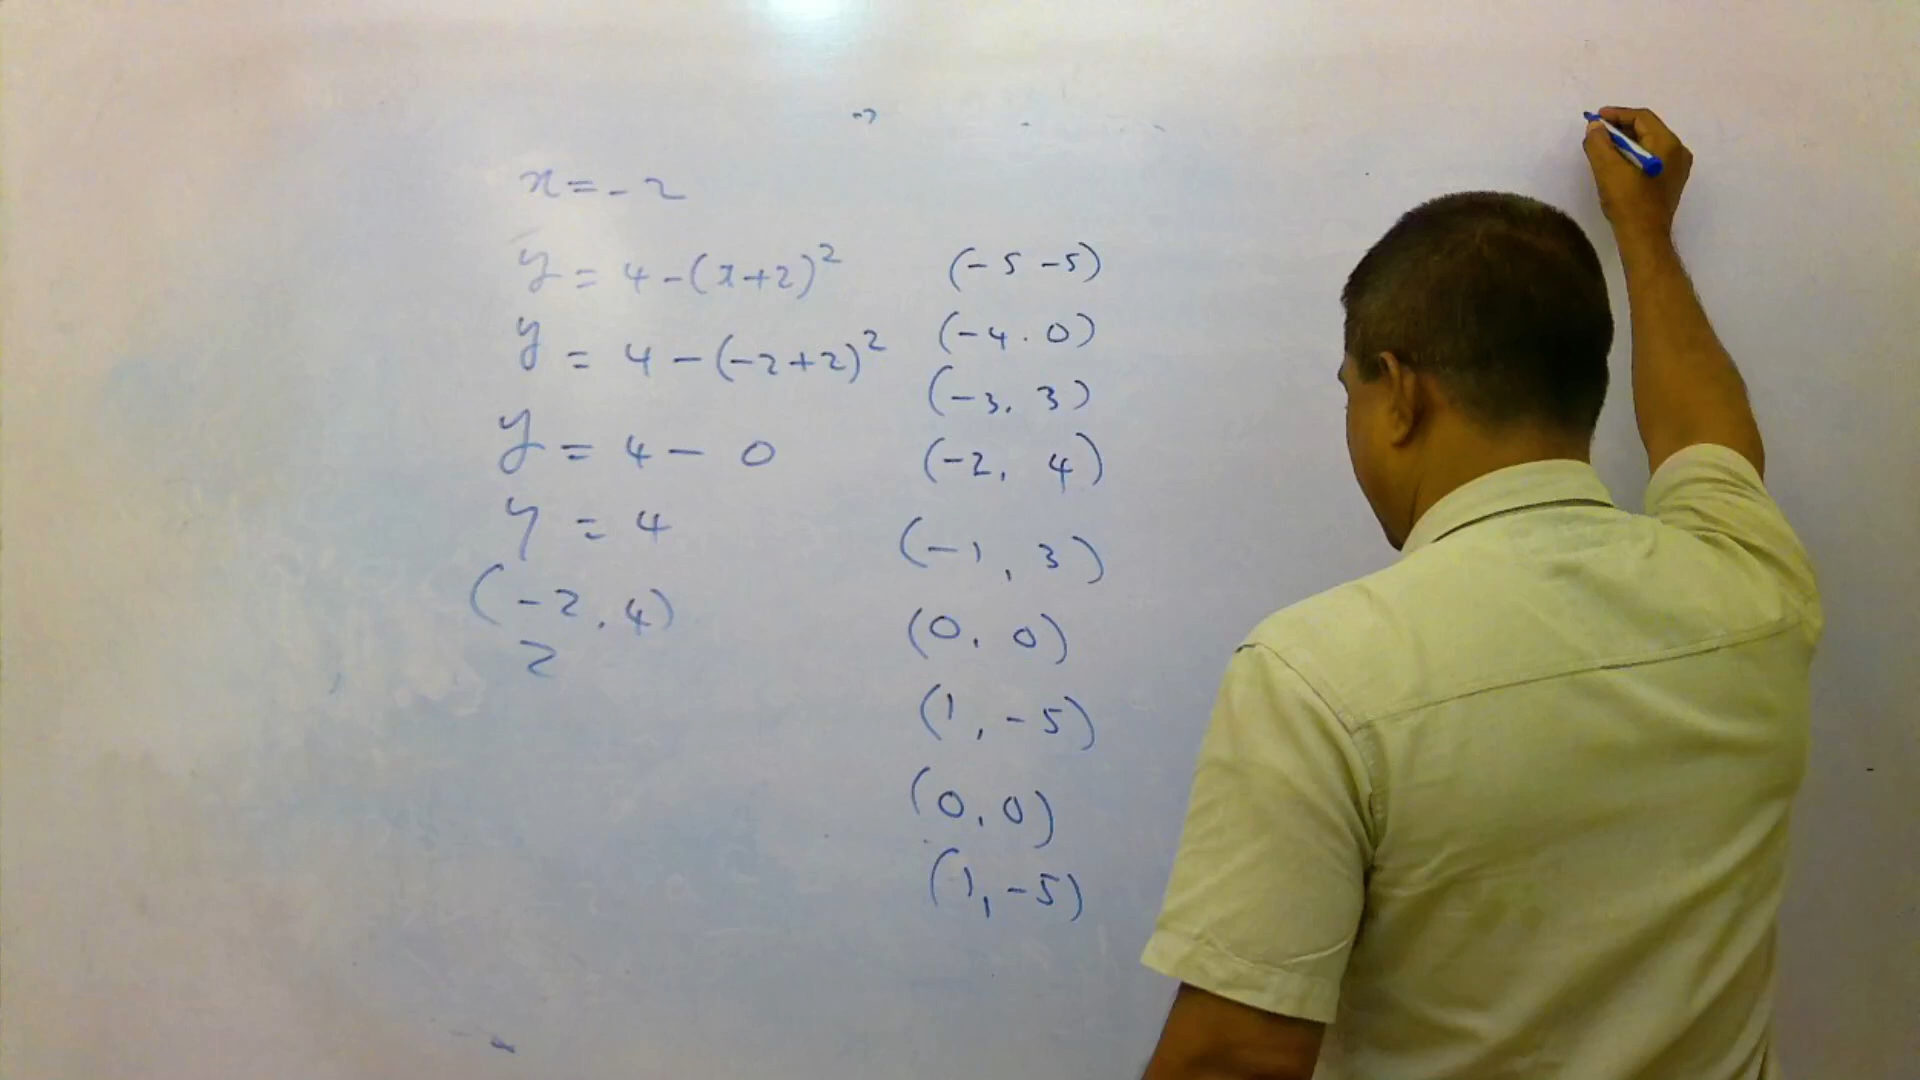 x = -2
y = 4 - (x+2)²
y = 4 - (-2+2)²
y = 4 - 0
y = 4
(-2, 4)
2
(-5 -5)
(-4. 0)
(-3, 3)
(-2, 4)
(-1, 3)
(0, 0)
(1, -5)
(0, 0)
(1, -5)